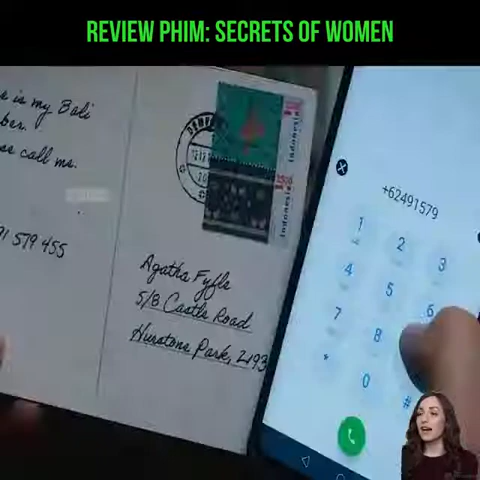 REVIEW PHIM: SECRETS OF WOMEN
is my Bali
call me.
91 579 455
Indonesia
Indonesia
Agatha Fyfle
5/8 Castle Road
Hurstone Park, 2193
+62491579
1
2
3
4
5
6
7
8
*
0
#